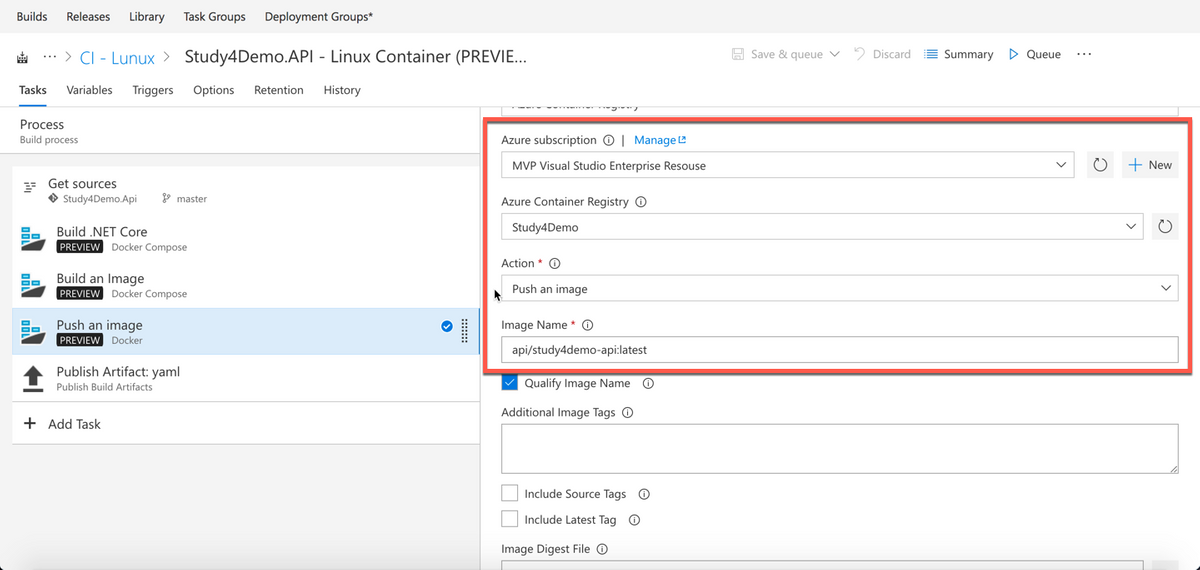 Builds Releases Library Task Groups Deployment Groups*
... > CI - Lunux > Study4Demo.API - Linux Container (PREVIE...
Save & queue Discard Summary Queue ...
Tasks Variables Triggers Options Retention History
Process
Build process
Get sources
Study4Demo.Api master
Build .NET Core
PREVIEW Docker Compose
Build an Image
PREVIEW Docker Compose
Push an image
PREVIEW Docker
Publish Artifact: yaml
Publish Build Artifacts
+ Add Task
Azure Container Registry
Azure subscription | Manage
MVP Visual Studio Enterprise Resouse
+ New
Azure Container Registry
Study4Demo
Action *
Push an image
Image Name *
api/study4demo-api:latest
Qualify Image Name
Additional Image Tags
Include Source Tags
Include Latest Tag
Image Digest File